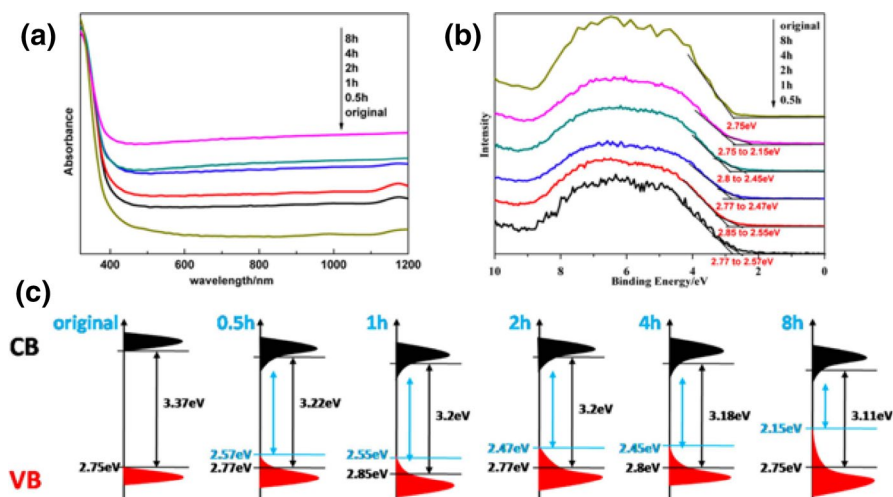 (a)
8h
4h
2h
1h
0.5h
original
Absorbance
400
600
800
1000
1200
wavelength/nm
(b)
original
8h
4h
2h
1h
0.5h
Intensity
2.75eV
2.75 to 2.15eV
2.8 to 2.45eV
2.77 to 2.47eV
2.85 to 2.55eV
2.77 to 2.57eV
10
8
6
4
2
0
Binding Energy/eV
(c)
original
0.5h
1h
2h
4h
8h
CB
3.37eV
3.22eV
3.2eV
3.2eV
3.18eV
3.11eV
2.57eV
2.55eV
2.47eV
2.45eV
2.15eV
VB
2.75eV
2.77eV
2.85eV
2.77eV
2.8eV
2.75eV